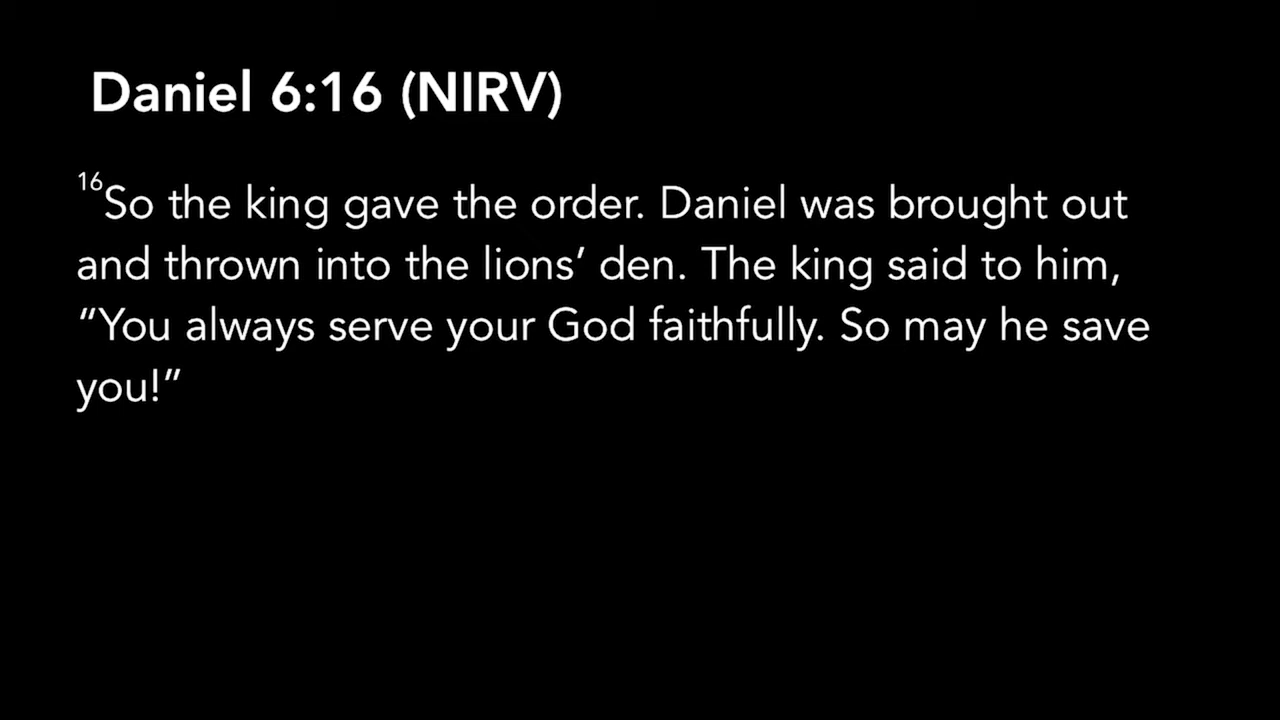 Daniel 6:16 (NIRV)
16So the king gave the order. Daniel was brought out
and thrown into the lions’ den. The king said to him,
“You always serve your God faithfully. So may he save
you!”